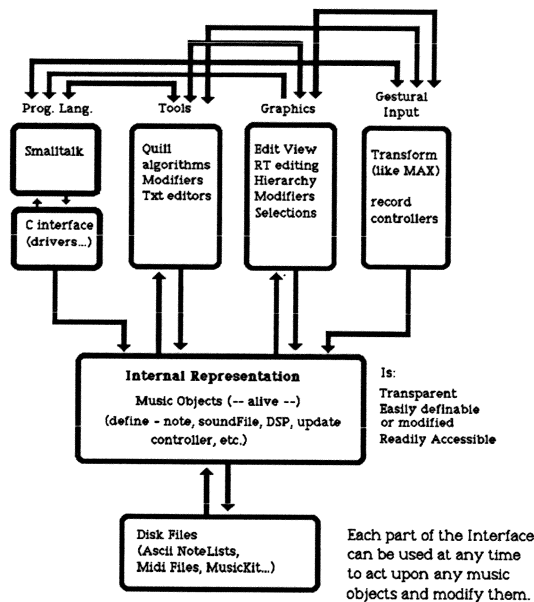 Prog. Lang.
Tools
Graphics
Gestural
Input
Smalltalk
C interface
(drivers...)
Quill
algorithms
Modifiers
Txt editors
Edit View
RT editing
Hierarchy
Modifiers
Selections
Transform
(like MAX)
record
controllers
Internal Representation
Music Objects (-- alive --)
(define - note, soundFile, DSP, update
controller, etc.)
Is:
Transparent
Easily definable
or modified
Readily Accessible
Disk Files
(Ascii NoteLists,
Midi Files, MusicKit...)
Each part of the Interface
can be used at any time
to act upon any music
objects and modify them.